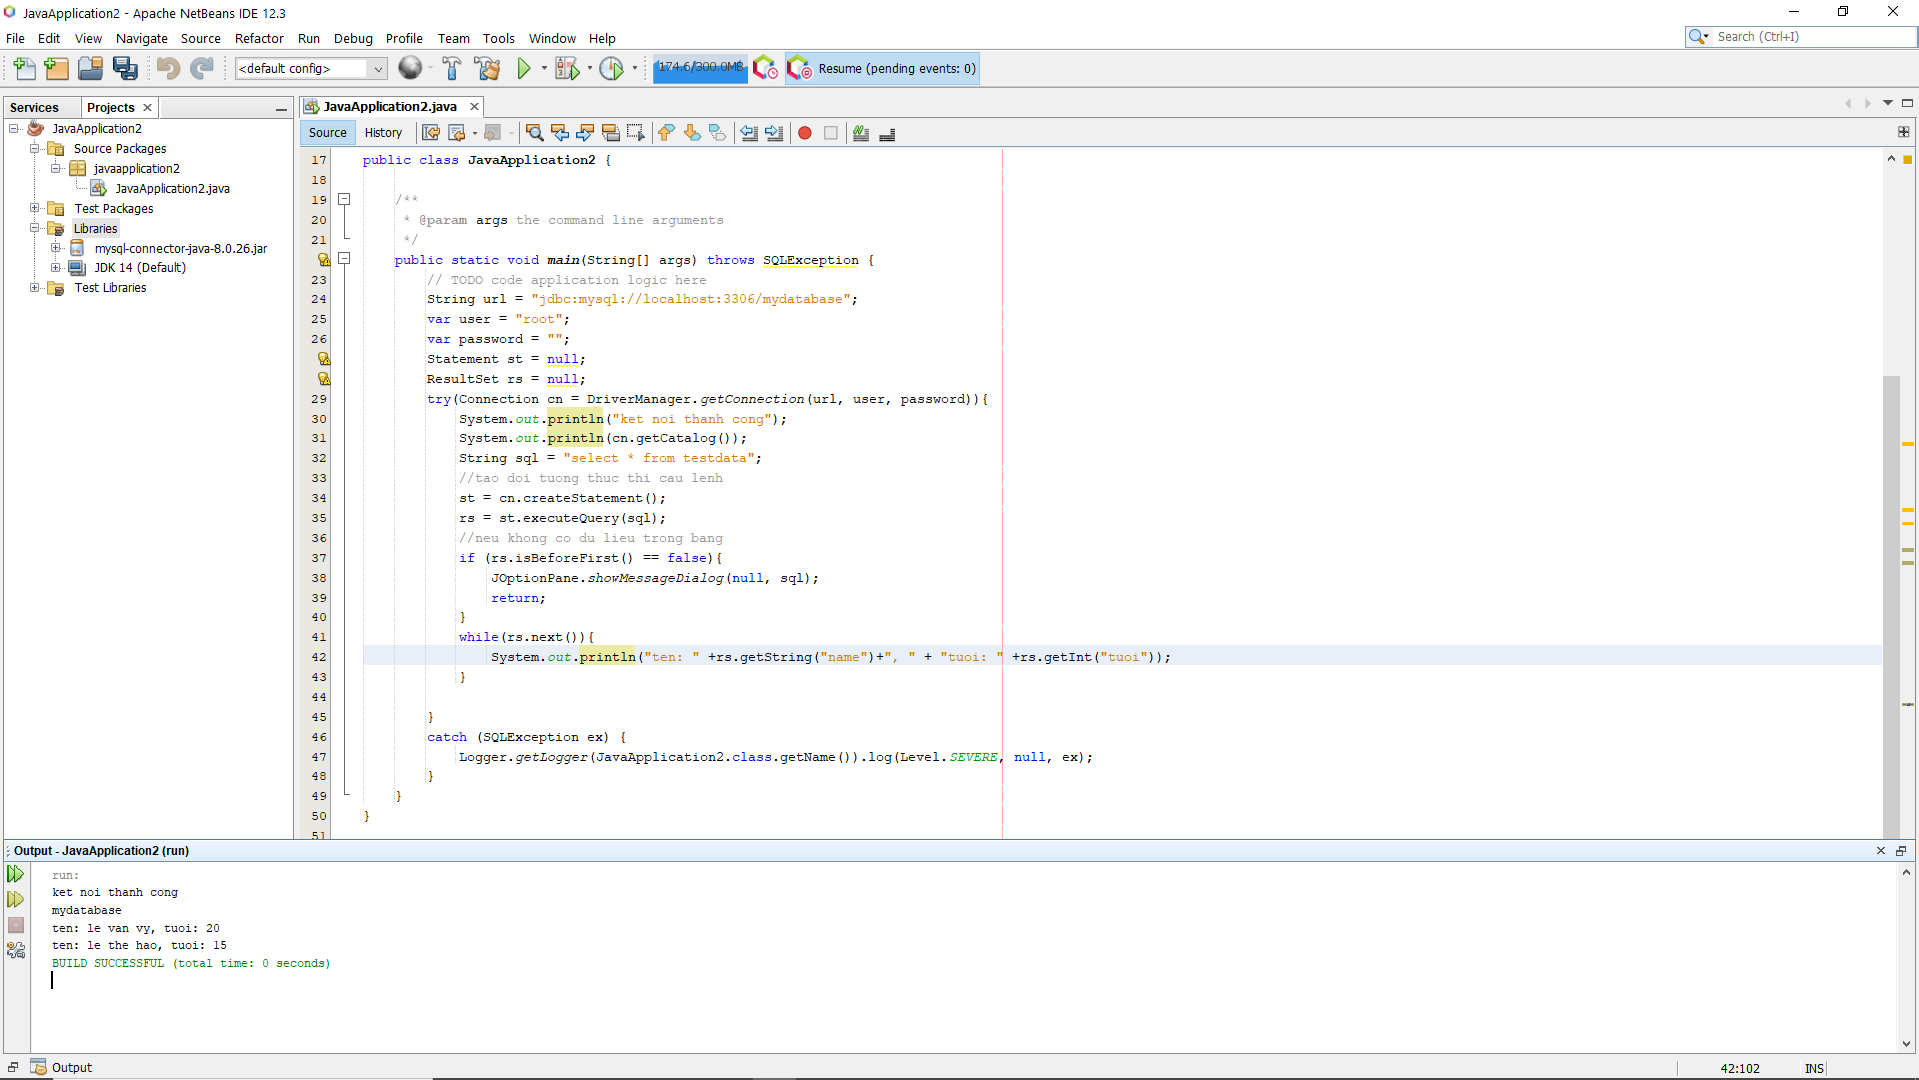 JavaApplication2 - Apache NetBeans IDE 12.3
File Edit View Navigate Source Refactor Run Debug Profile Team Tools Window Help
Search (Ctrl+I)
<default config>
174.6/300.0MB
Resume (pending events: 0)
Services Projects
JavaApplication2
Source Packages
javaapplication2
JavaApplication2.java
Test Packages
Libraries
mysql-connector-java-8.0.26.jar
JDK 14 (Default)
Test Libraries
JavaApplication2.java
Source History
17 public class JavaApplication2 {
18
19 /**
20 * @param args the command line arguments
21 */
public static void main(String[] args) throws SQLException {
23 // TODO code application logic here
24 String url = "jdbc:mysql://localhost:3306/mydatabase";
25 var user = "root";
26 var password = "";
Statement st = null;
ResultSet rs = null;
29 try(Connection cn = DriverManager.getConnection(url, user, password)){
30 System.out.println("ket noi thanh cong");
31 System.out.println(cn.getCatalog());
32 String sql = "select * from testdata";
33 //tao doi tuong thuc thi cau lenh
34 st = cn.createStatement();
35 rs = st.executeQuery(sql);
36 //neu khong co du lieu trong bang
37 if (rs.isBeforeFirst() == false){
38 JOptionPane.showMessageDialog(null, sql);
39 return;
40 }
41 while(rs.next()){
42 System.out.println("ten: " +rs.getString("name")+", " + "tuoi: " +rs.getInt("tuoi"));
43 }
44
45 }
46 catch (SQLException ex) {
47 Logger.getLogger(JavaApplication2.class.getName()).log(Level.SEVERE, null, ex);
48 }
49 }
50 }
51
Output - JavaApplication2 (run)
run:
ket noi thanh cong
mydatabase
ten: le van vy, tuoi: 20
ten: le the hao, tuoi: 15
BUILD SUCCESSFUL (total time: 0 seconds)
Output
42:102 INS